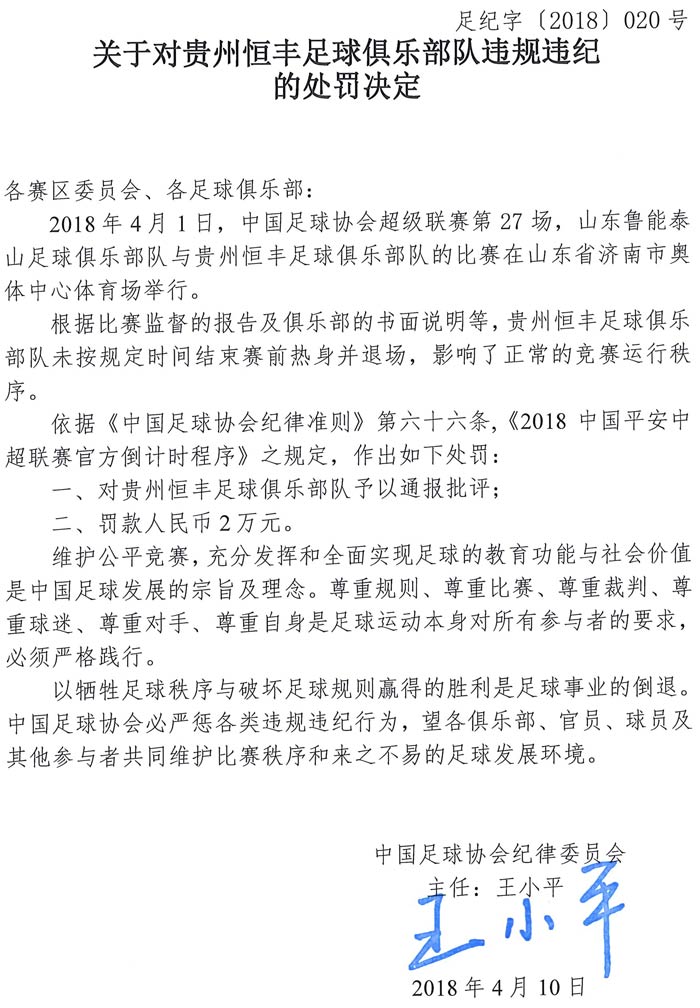 足纪字〔2018〕020号
关于对贵州恒丰足球俱乐部队违规违纪
的处罚决定
各赛区委员会、各足球俱乐部：
2018年4月1日，中国足球协会超级联赛第27场，山东鲁能泰
山足球俱乐部队与贵州恒丰足球俱乐部队的比赛在山东省济南市奥
体中心体育场举行。
根据比赛监督的报告及俱乐部的书面说明等，贵州恒丰足球俱乐
部队未按规定时间结束赛前热身并退场，影响了正常的竞赛运行秩
序。
依据《中国足球协会纪律准则》第六十六条，《2018 中国平安中
超联赛官方倒计时程序》之规定，作出如下处罚：
一、对贵州恒丰足球俱乐部队予以通报批评；
二、罚款人民币2万元。
维护公平竞赛，充分发挥和全面实现足球的教育功能与社会价值
是中国足球发展的宗旨及理念。尊重规则、尊重比赛、尊重裁判、尊
重球迷、尊重对手、尊重自身是足球运动本身对所有参与者的要求，
必须严格践行。
以牺牲足球秩序与破坏足球规则赢得的胜利是足球事业的倒退。
中国足球协会必严惩各类违规违纪行为，望各俱乐部、官员、球员及
其他参与者共同维护比赛秩序和来之不易的足球发展环境。
中国足球协会纪律委员会
主任：王小平
王小平
2018年4月10日